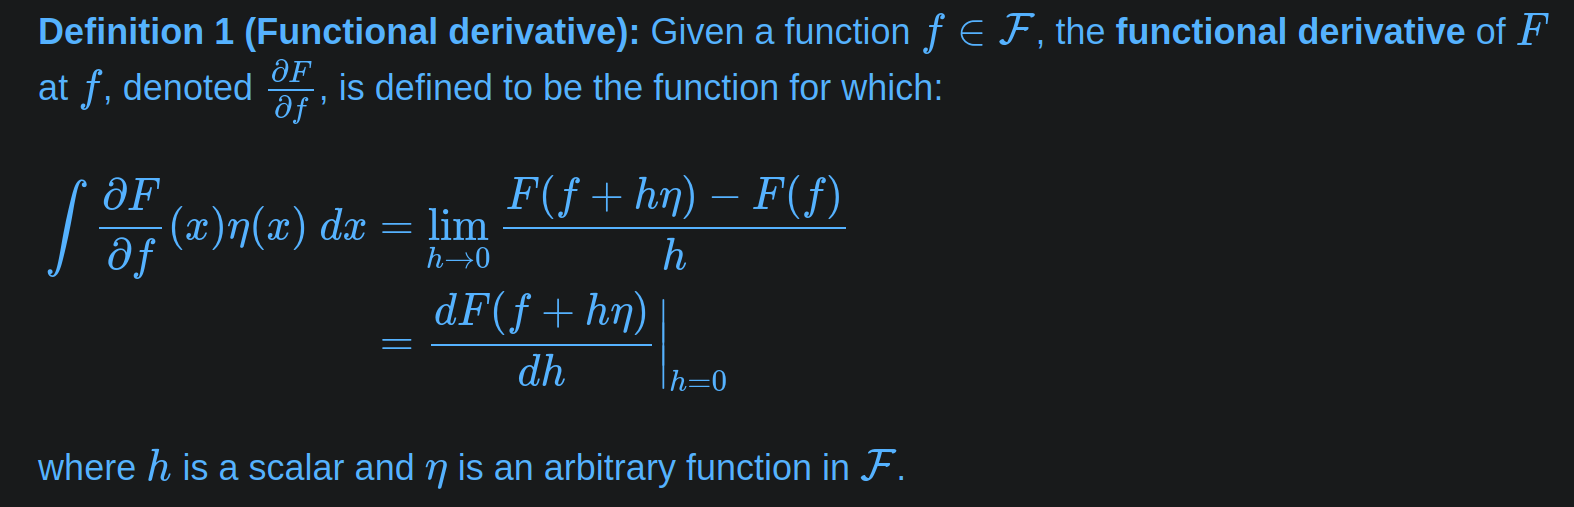 Definition 1 (Functional derivative): Given a function $f \in \mathcal{F}$, the functional derivative of $F$
at $f$, denoted $\frac{\partial F}{\partial f}$, is defined to be the function for which:
$\int \frac{\partial F}{\partial f}(x)\eta(x)\ dx = \lim_{h \to 0} \frac{F(f + h\eta) - F(f)}{h}$
$= \left. \frac{dF(f + h\eta)}{dh} \right|_{h=0}$
where $h$ is a scalar and $\eta$ is an arbitrary function in $\mathcal{F}$.